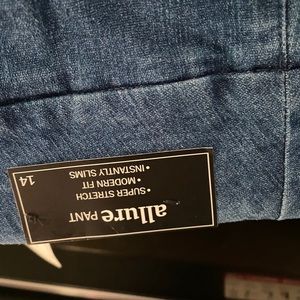 allure PANT
• SUPER STRETCH
• MODERN FIT
• INSTANTLY SLIMS
14